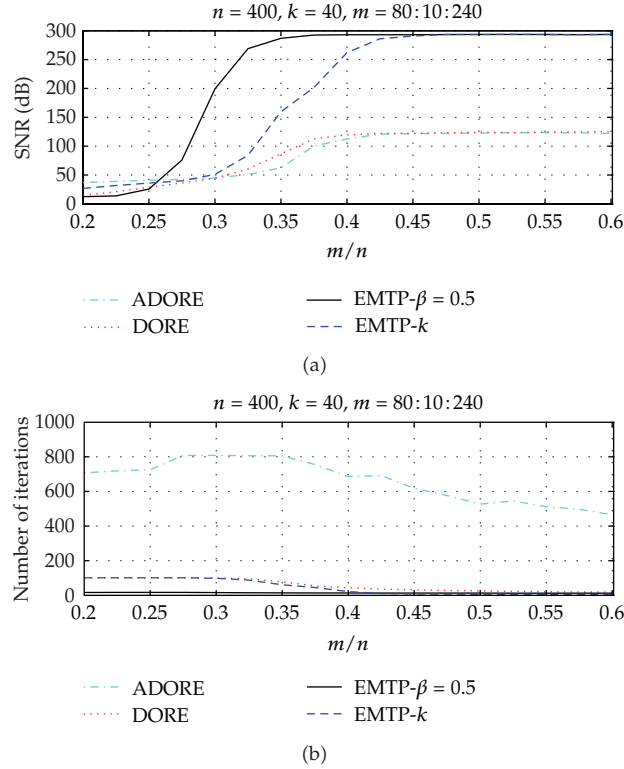 n = 400, k = 40, m = 80:10:240
300
250
200
150
100
50
0
SNR (dB)
0.2 0.25 0.3 0.35 0.4 0.45 0.5 0.55 0.6
m/n
ADORE EMTP-β = 0.5
DORE EMTP-k
(a)
n = 400, k = 40, m = 80:10:240
1000
800
600
400
200
0
Number of iterations
0.2 0.25 0.3 0.35 0.4 0.45 0.5 0.55 0.6
m/n
ADORE EMTP-β = 0.5
DORE EMTP-k
(b)